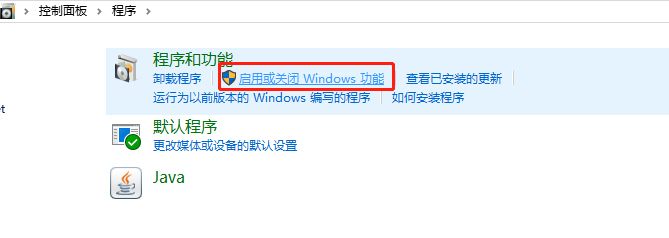 控制面板 › 程序 ›
程序和功能
卸载程序 启用或关闭 Windows 功能 查看已安装的更新
运行为以前版本的 Windows 编写的程序 如何安装程序
et
默认程序
更改媒体或设备的默认设置
Java